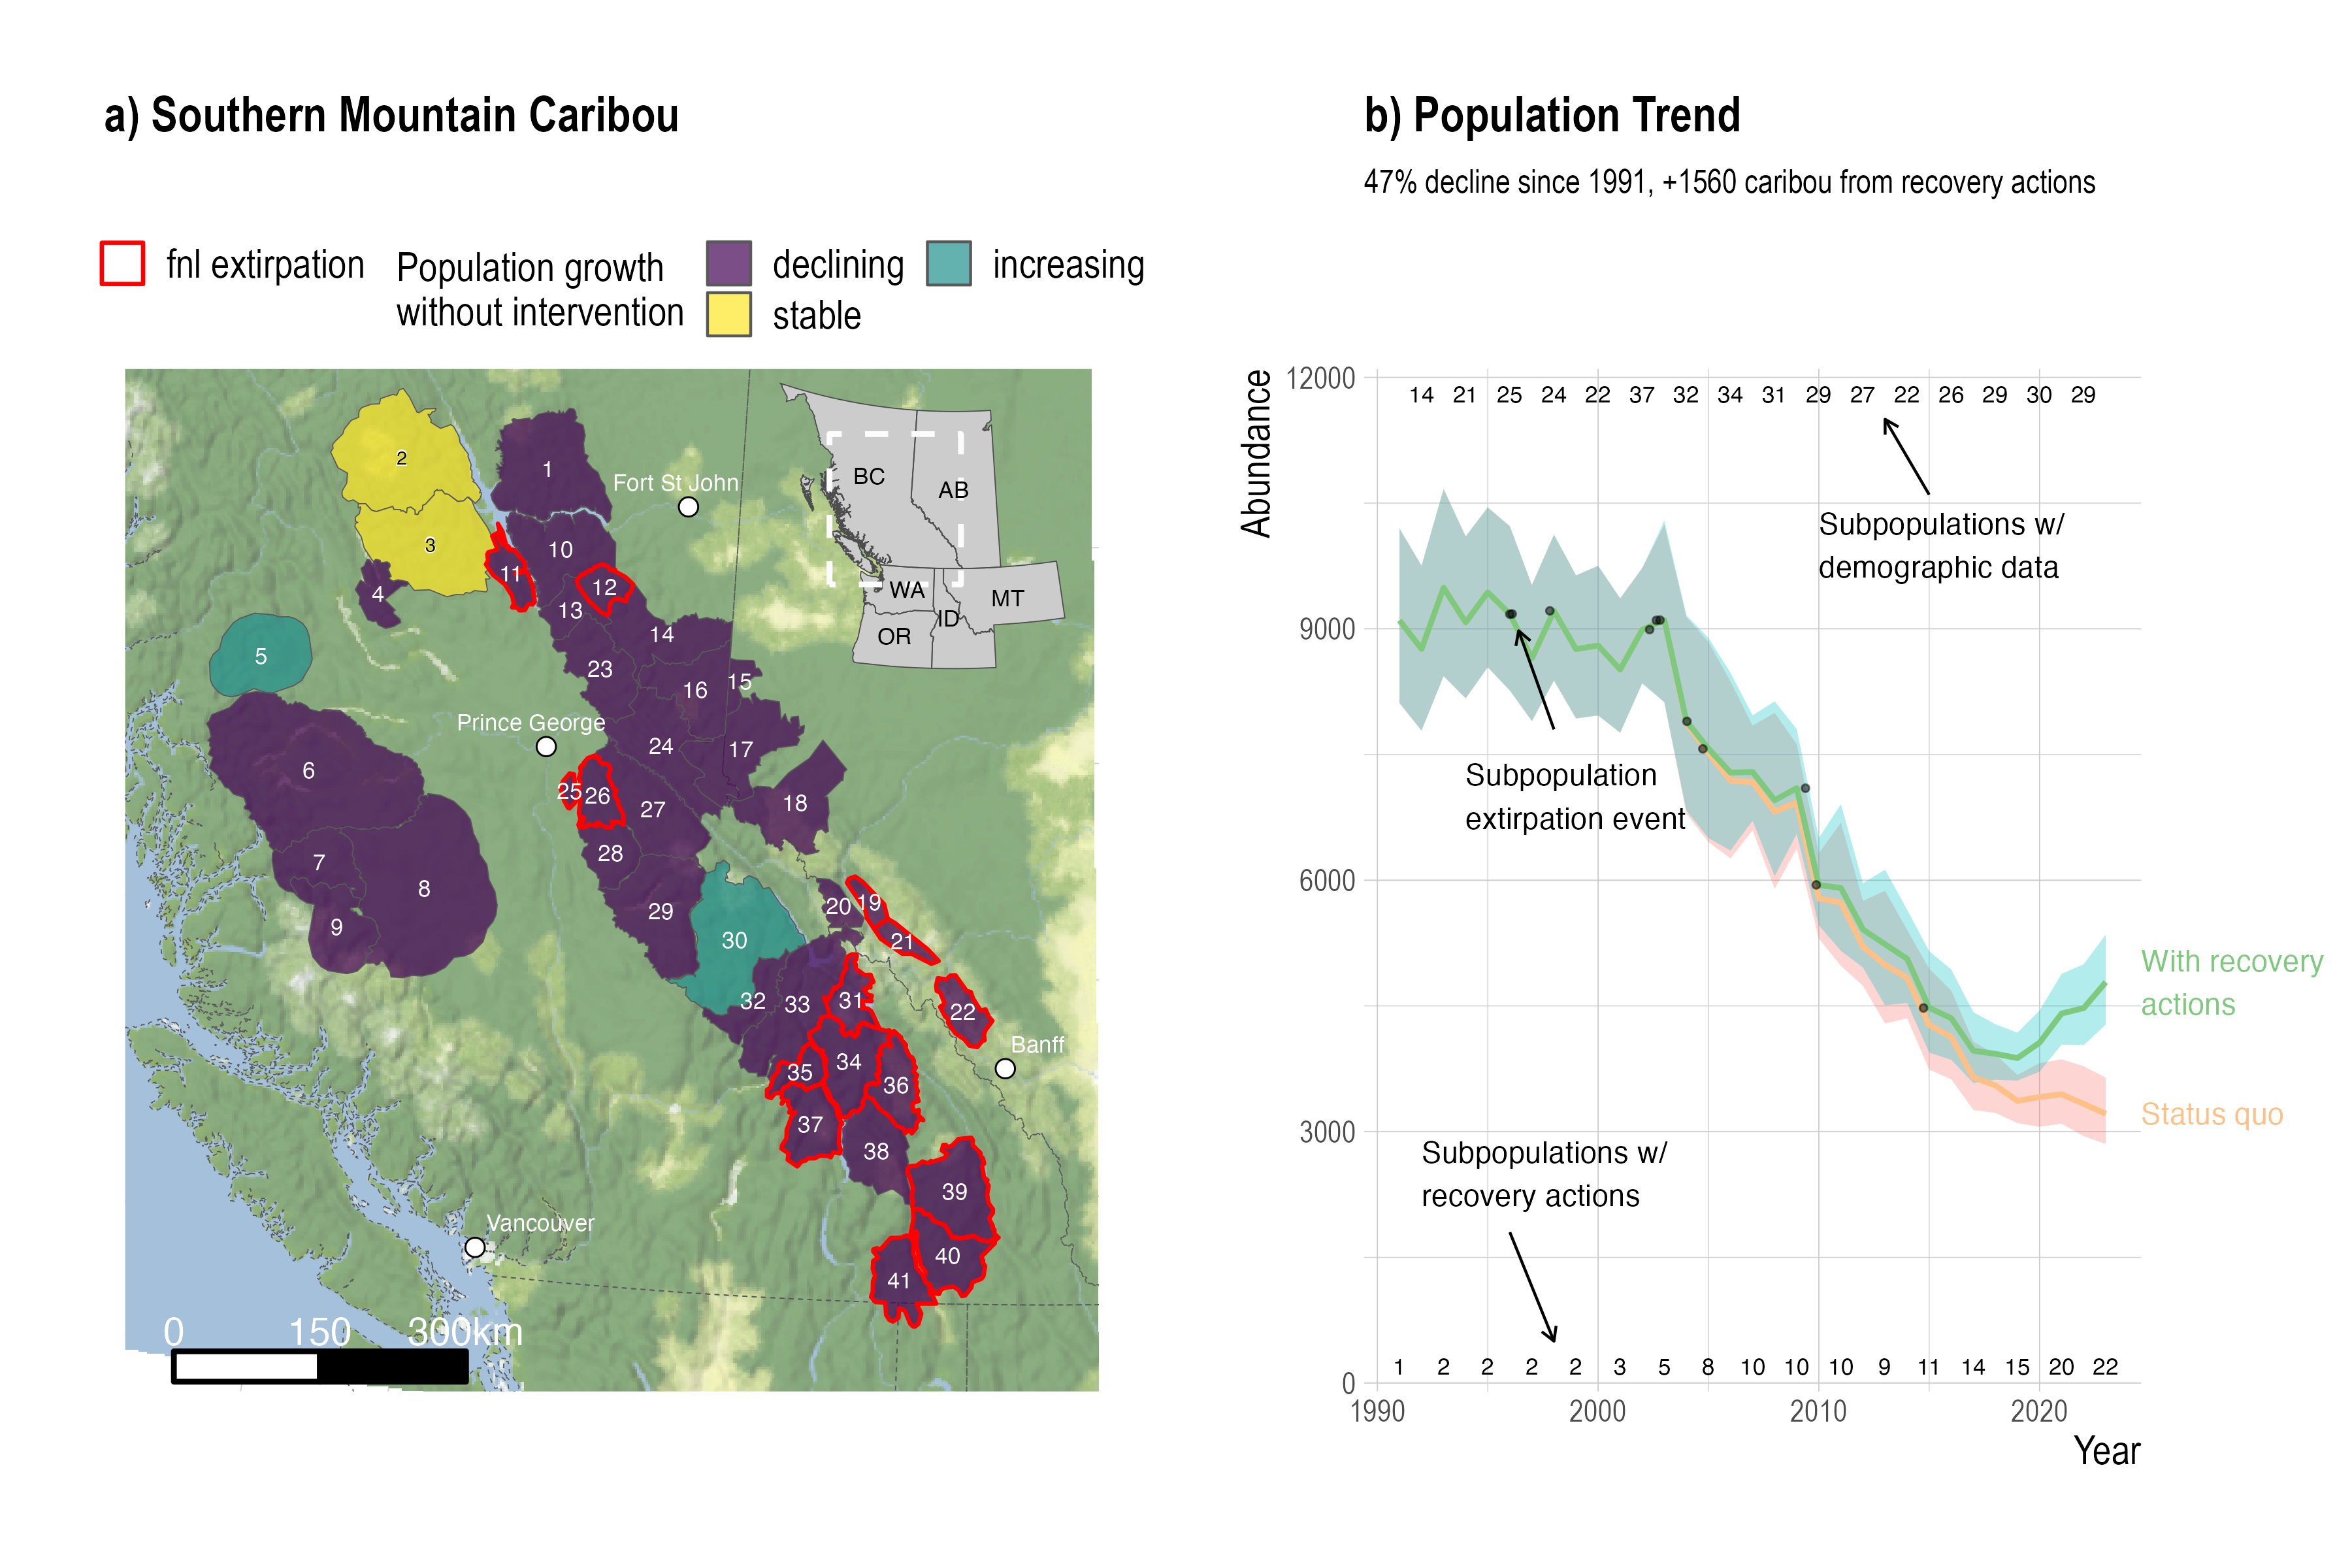 a) Southern Mountain Caribou
fnl extirpation
Population growth
without intervention
declining
increasing
stable
2
1
Fort St John
3
10
11
12
4
13
14
5
23
15
16
Prince George
24
17
6
25
26
27
18
28
7
8
29
20
19
9
30
21
32
33
31
22
Banff
34
35
36
37
38
39
Vancouver
40
41
0 150 300km
BC
AB
WA
MT
ID
OR
b) Population Trend
47% decline since 1991, +1560 caribou from recovery actions
Abundance
12000
9000
6000
3000
0
14 21 25 24 22 37 32 34 31 29 27 22 26 29 30 29
Subpopulations w/
demographic data
Subpopulation
extirpation event
With recovery
actions
Status quo
Subpopulations w/
recovery actions
1 2 2 2 2 3 5 8 10 10 10 9 11 14 15 20 22
1990 2000 2010 2020
Year